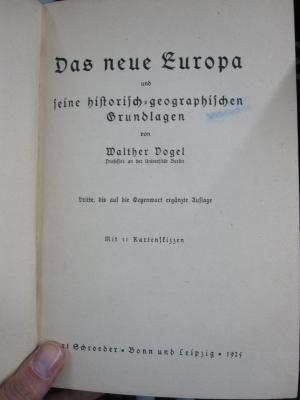 Das neue Europa
und
seine historisch-geographischen
Grundlagen
von
Walther Vogel
Professor an der Universität Berlin
Dritte, bis auf die Gegenwart ergänzte Auflage
Mit 11 Kartenskizzen
Schroeder • Bonn und Leipzig • 1925